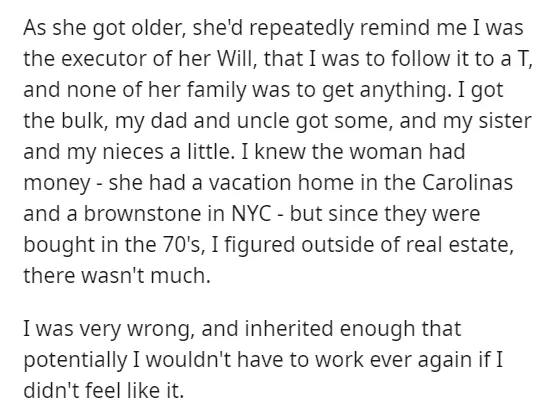 As she got older, she'd repeatedly remind me I was
the executor of her Will, that I was to follow it to a T,
and none of her family was to get anything. I got
the bulk, my dad and uncle got some, and my sister
and my nieces a little. I knew the woman had
money - she had a vacation home in the Carolinas
and a brownstone in NYC - but since they were
bought in the 70's, I figured outside of real estate,
there wasn't much.
I was very wrong, and inherited enough that
potentially I wouldn't have to work ever again if I
didn't feel like it.